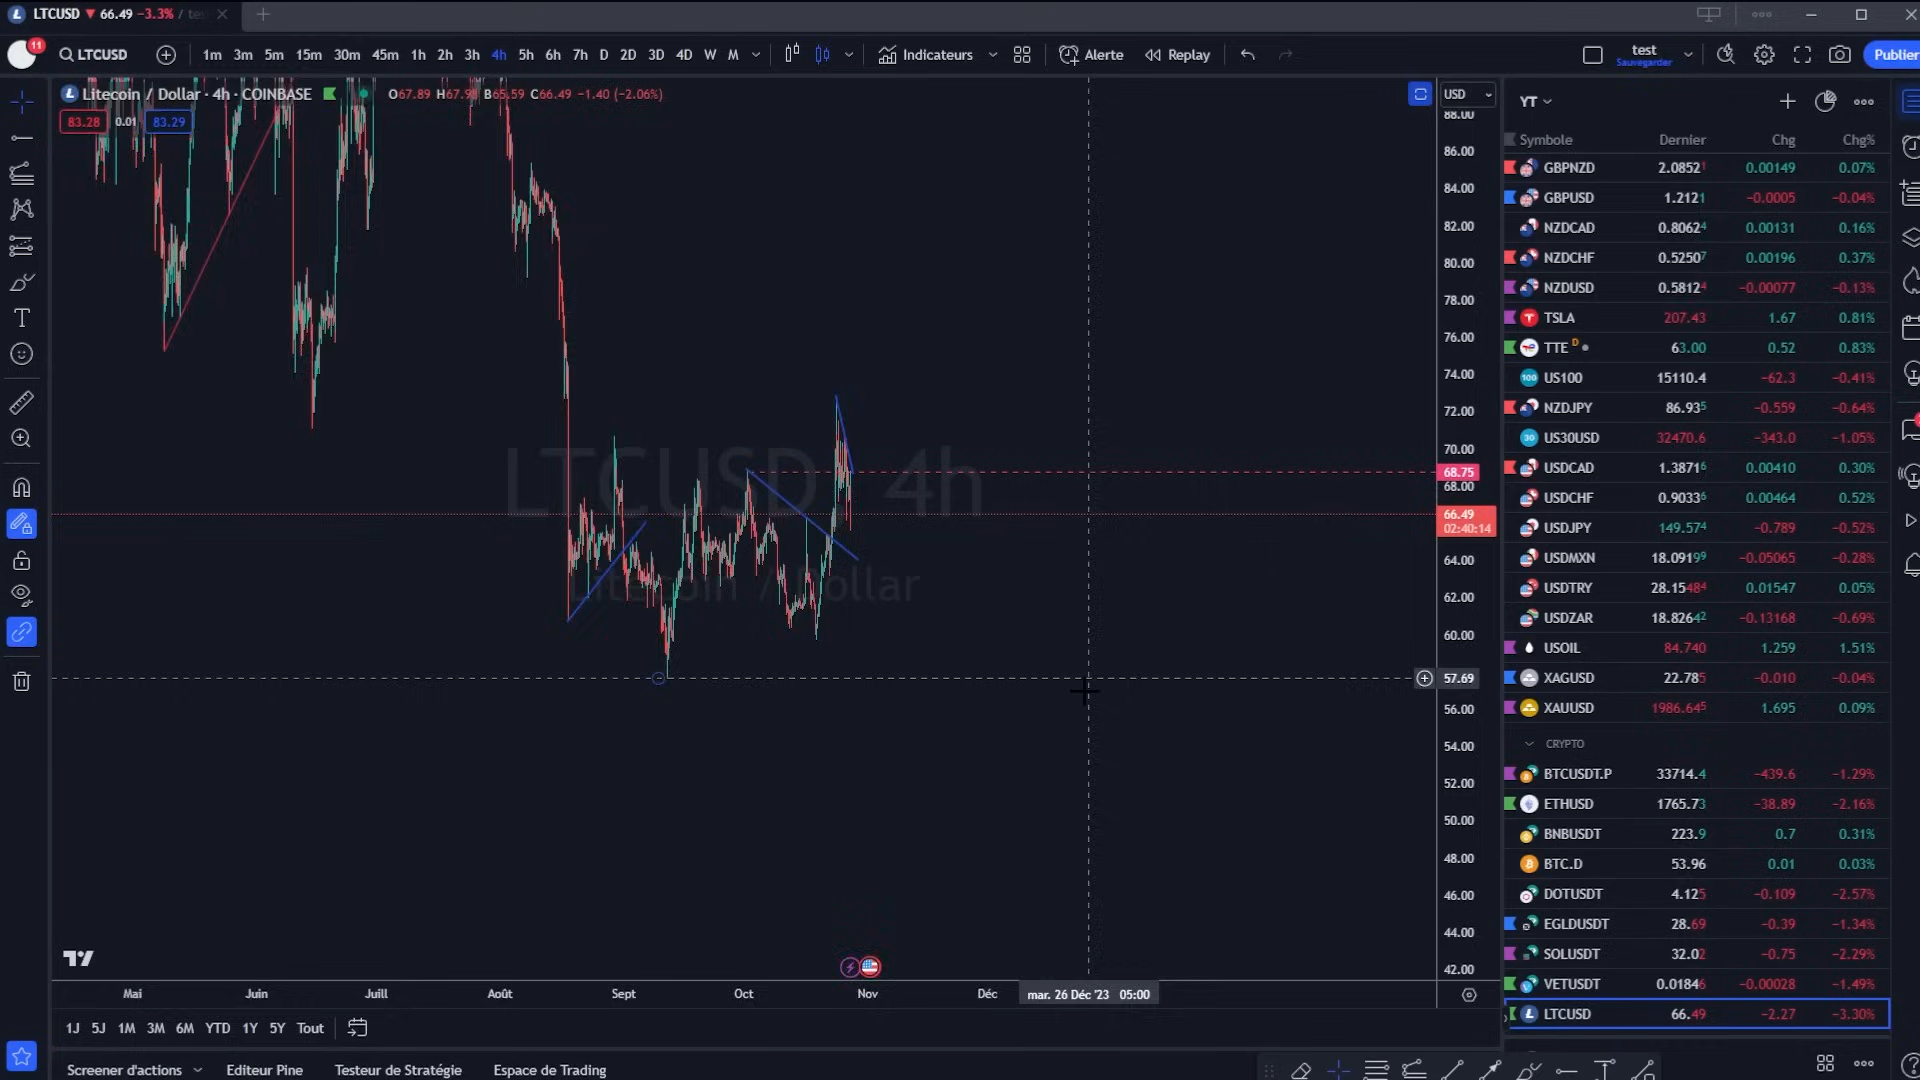 LTCUSD ▼ 66.49 −3.3% / te
11
LTCUSD 1m 3m 5m 15m 30m 45m 1h 2h 3h 4h 5h 6h 7h D 2D 3D 4D W M Indicateurs Alerte Replay test Sauvegarder Publier
Litecoin / Dollar · 4h · COINBASE O67.89 C66.49 −1.40 (−2.06%)
83.28 0.01 83.29
LTCUSD 4h
Litecoin / Dollar
USD
88.00
86.00
84.00
82.00
80.00
78.00
76.00
74.00
72.00
70.00
68.75
68.00
66.49
02:40:14
64.00
62.00
60.00
57.69
56.00
54.00
52.00
50.00
48.00
46.00
44.00
42.00
Mai Juin Juill Août Sept Oct Nov Déc mar. 26 Déc '23 05:00
1J 5J 1M 3M 6M YTD 1Y 5Y Tout
Screener d'actions Editeur Pine Testeur de Stratégie Espace de Trading
YT
Symbole Dernier Chg Chg%
GBPNZD 2.08521 0.00149 0.07%
GBPUSD 1.2121 −0.0005 −0.04%
NZDCAD 0.80624 0.00131 0.16%
NZDCHF 0.52507 0.00196 0.37%
NZDUSD 0.58124 −0.00077 −0.13%
TSLA 207.43 1.67 0.81%
TTE D 63.00 0.52 0.83%
100 US100 15110.4 −62.3 −0.41%
NZDJPY 86.935 −0.559 −0.64%
30 US30USD 32470.6 −343.0 −1.05%
USDCAD 1.38716 0.00410 0.30%
USDCHF 0.90336 0.00464 0.52%
USDJPY 149.574 −0.789 −0.52%
USDMXN 18.09199 −0.05065 −0.28%
USDTRY 28.15484 0.01547 0.05%
USDZAR 18.82642 −0.13168 −0.69%
USOIL 84.740 1.259 1.51%
XAGUSD 22.785 −0.010 −0.04%
XAUUSD 1986.645 1.695 0.09%
CRYPTO
BTCUSDT.P 33714.4 −439.6 −1.29%
ETHUSD 1765.73 −38.89 −2.16%
BNBUSDT 223.9 0.7 0.31%
BTC.D 53.96 0.01 0.03%
DOTUSDT 4.125 −0.109 −2.57%
EGLDUSDT 28.69 −0.39 −1.34%
SOLUSDT 32.02 −0.75 −2.29%
VETUSDT 0.01846 −0.00028 −1.49%
LTCUSD 66.49 −2.27 −3.30%